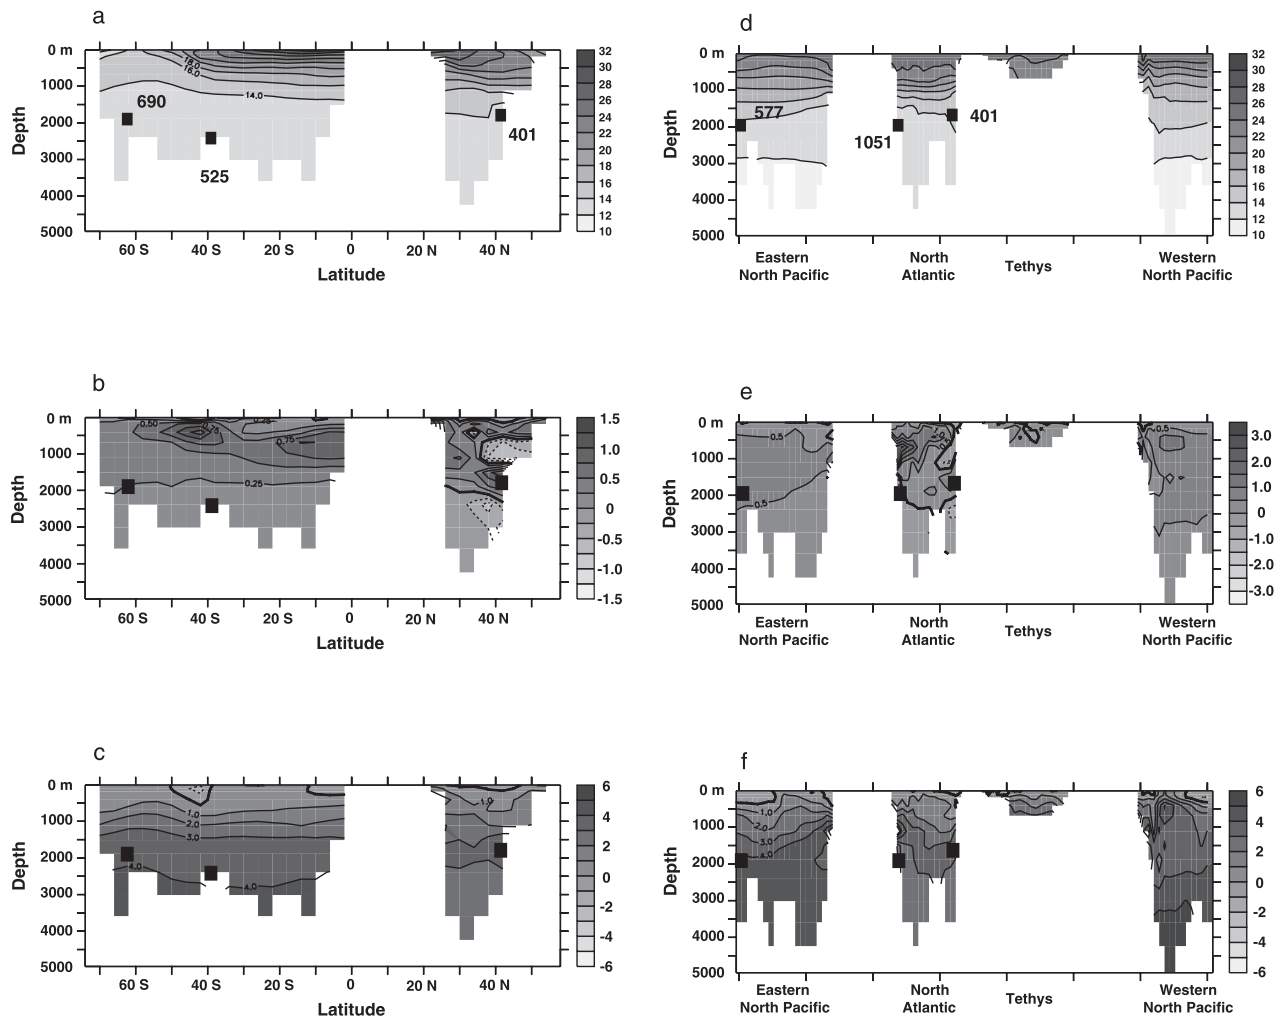 a
0 m
1000
2000
3000
4000
5000
Depth
18.0
16.0
14.0
690
525
401
60 S
40 S
20 S
0
20 N
40 N
Latitude
32
30
28
26
24
22
20
18
16
14
12
10
d
0 m
1000
2000
3000
4000
5000
Depth
577
1051
401
Eastern
North Pacific
North
Atlantic
Tethys
Western
North Pacific
32
30
28
26
24
22
20
18
16
14
12
10
b
0 m
1000
2000
3000
4000
5000
Depth
0.50
0.75
0.25
0.75
0.25
60 S
40 S
20 S
0
20 N
40 N
Latitude
1.5
1.0
0.5
0
-0.5
-1.0
-1.5
e
0 m
1000
2000
3000
4000
5000
Depth
0.5
0.5
0.5
0.5
Eastern
North Pacific
North
Atlantic
Tethys
Western
North Pacific
3.0
2.0
1.0
0
-1.0
-2.0
-3.0
c
0 m
1000
2000
3000
4000
5000
Depth
1.0
2.0
3.0
4.0
4.0
1.0
60 S
40 S
20 S
0
20 N
40 N
Latitude
6
4
2
0
-2
-4
-6
f
0 m
1000
2000
3000
4000
5000
Depth
1.0
2.0
3.0
4.0
Eastern
North Pacific
North
Atlantic
Tethys
Western
North Pacific
6
4
2
0
-2
-4
-6